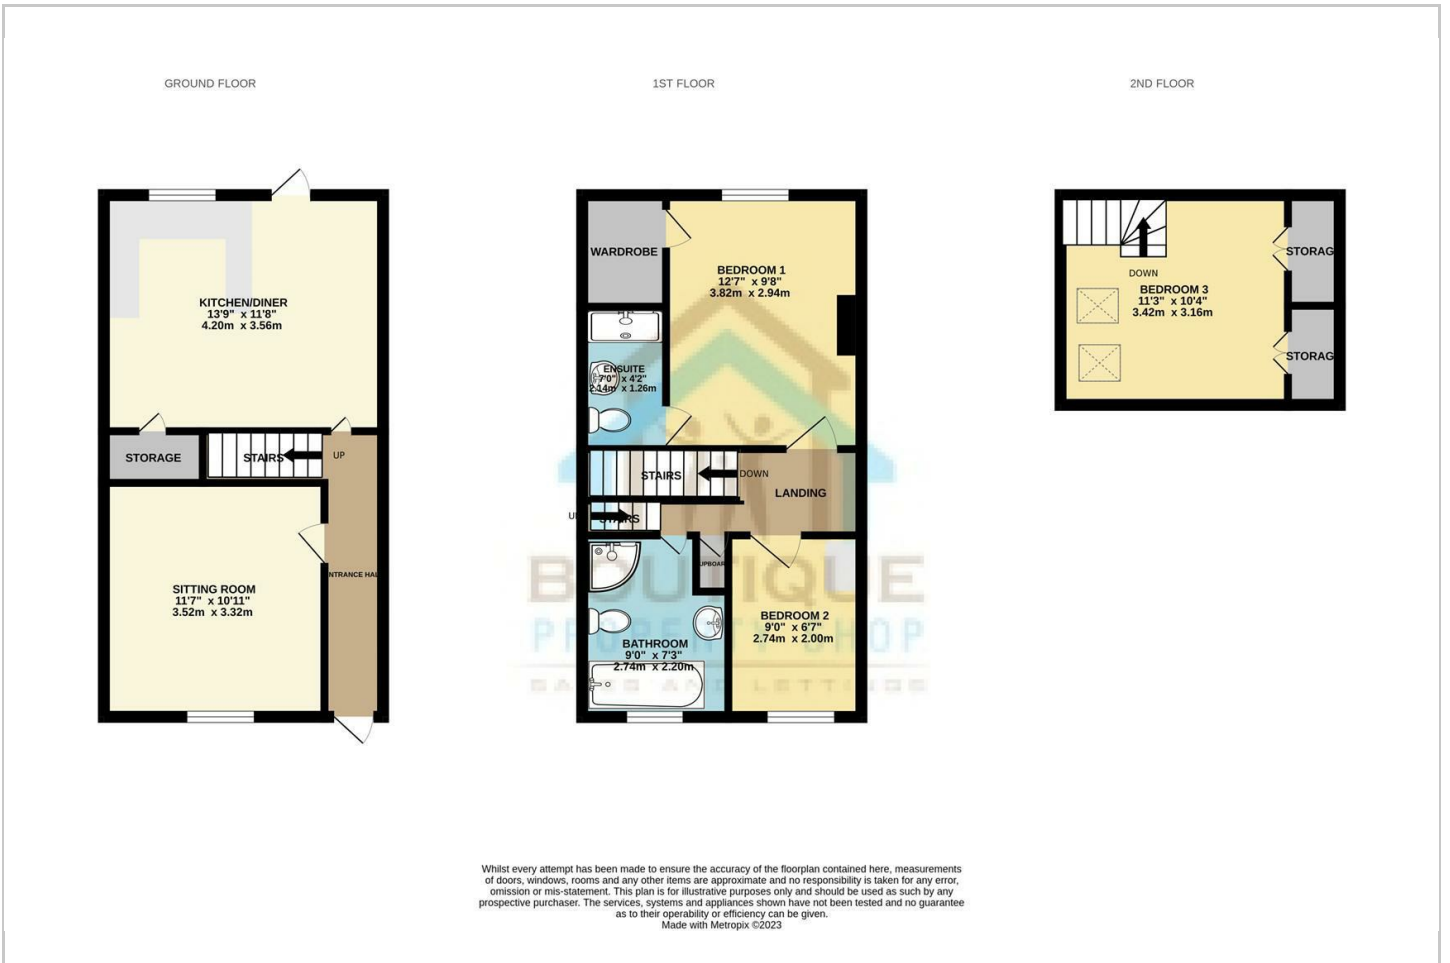 GROUND FLOOR
1ST FLOOR
2ND FLOOR
KITCHEN/DINER
13'9" x 11'8"
4.20m x 3.56m
STORAGE
STAIRS
UP
SITTING ROOM
11'7" x 10'11"
3.52m x 3.32m
NTRANCE HAL
WARDROBE
BEDROOM 1
12'7" x 9'8"
3.82m x 2.94m
ENSUITE
7'0" x 4'2"
2.14m x 1.26m
STAIRS
DOWN
LANDING
UP
STAIRS
UPBOAR
BATHROOM
9'0" x 7'3"
2.74m x 2.20m
BEDROOM 2
9'0" x 6'7"
2.74m x 2.00m
BOUTIQUE
PROPERTY SHOP
SALES AND LETTINGS
DOWN
BEDROOM 3
11'3" x 10'4"
3.42m x 3.16m
STORAG
STORAG
Whilst every attempt has been made to ensure the accuracy of the floorplan contained here, measurements
of doors, windows, rooms and any other items are approximate and no responsibility is taken for any error,
omission or mis-statement. This plan is for illustrative purposes only and should be used as such by any
prospective purchaser. The services, systems and appliances shown have not been tested and no guarantee
as to their operability or efficiency can be given.
Made with Metropix ©2023